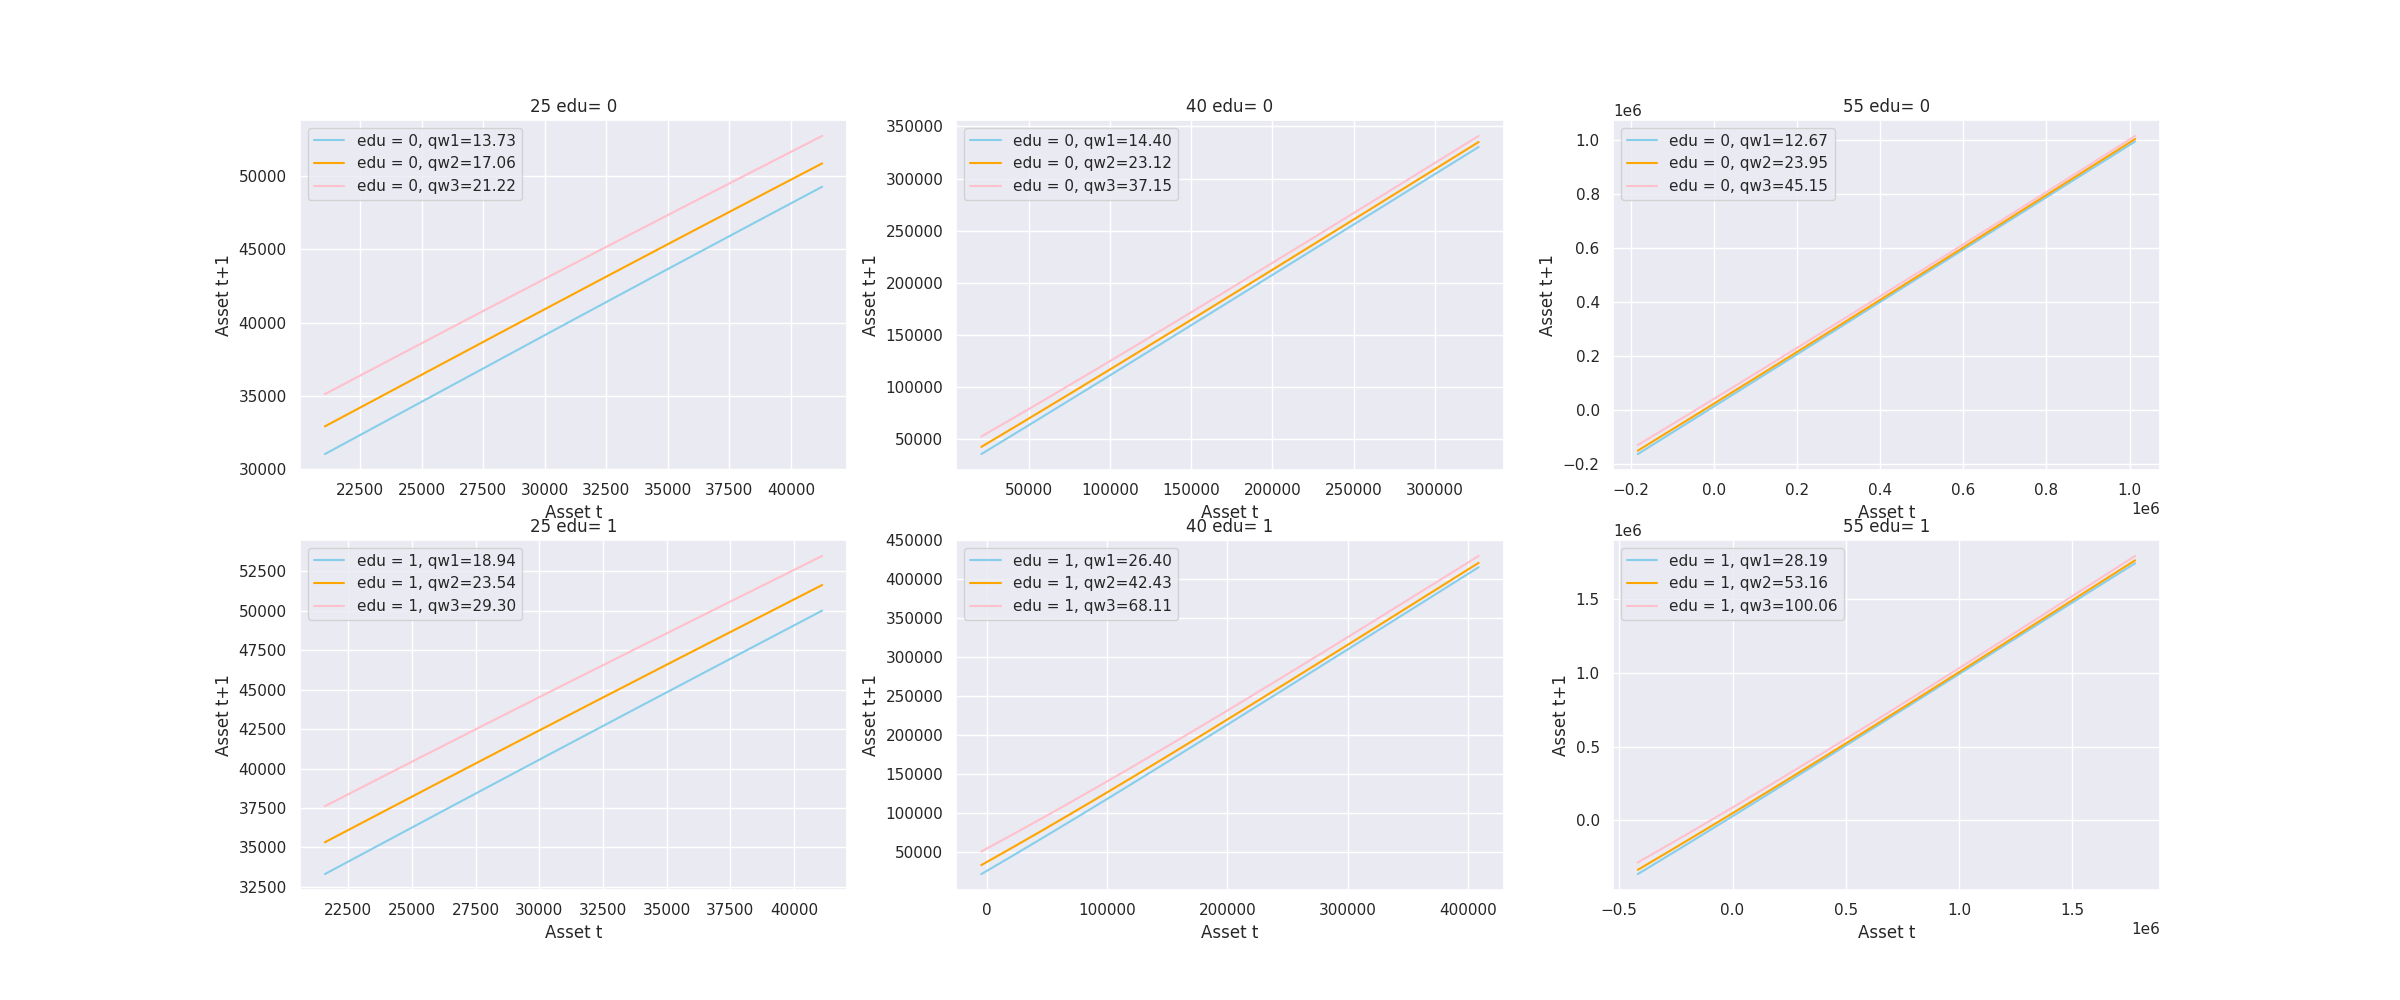 25 edu= 0
edu = 0, qw1=13.73
edu = 0, qw2=17.06
edu = 0, qw3=21.22
Asset t+1
50000
45000
40000
35000
30000
22500 25000 27500 30000 32500 35000 37500 40000
Asset t
40 edu= 0
edu = 0, qw1=14.40
edu = 0, qw2=23.12
edu = 0, qw3=37.15
Asset t+1
350000
300000
250000
200000
150000
100000
50000
50000 100000 150000 200000 250000 300000
Asset t
55 edu= 0
1e6
edu = 0, qw1=12.67
edu = 0, qw2=23.95
edu = 0, qw3=45.15
Asset t+1
1.0
0.8
0.6
0.4
0.2
0.0
−0.2
−0.2 0.0 0.2 0.4 0.6 0.8 1.0
1e6
Asset t
25 edu= 1
edu = 1, qw1=18.94
edu = 1, qw2=23.54
edu = 1, qw3=29.30
Asset t+1
52500
50000
47500
45000
42500
40000
37500
35000
32500
22500 25000 27500 30000 32500 35000 37500 40000
Asset t
40 edu= 1
edu = 1, qw1=26.40
edu = 1, qw2=42.43
edu = 1, qw3=68.11
Asset t+1
450000
400000
350000
300000
250000
200000
150000
100000
50000
0 100000 200000 300000 400000
Asset t
55 edu= 1
1e6
edu = 1, qw1=28.19
edu = 1, qw2=53.16
edu = 1, qw3=100.06
Asset t+1
1.5
1.0
0.5
0.0
−0.5 0.0 0.5 1.0 1.5
1e6
Asset t